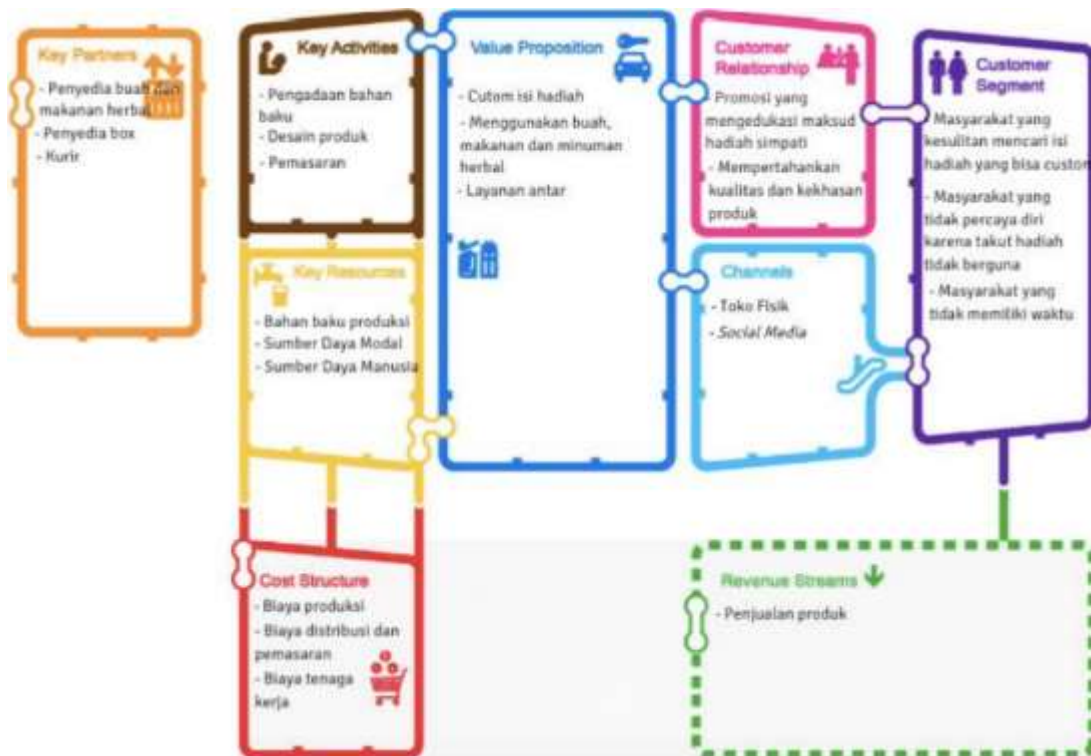 Key Partners
- Penyedia buah dan
makanan herbal
- Penyedia box
- Kurir
Key Activities
- Pengadaan bahan
baku
- Desain produk
- Pemasaran
Key Resources
- Bahan baku produksi
- Sumber Daya Modal
- Sumber Daya Manusia
Value Proposition
- Cutom isi hadiah
- Menggunakan buah,
makanan dan minuman
herbal
- Layanan antar
Customer
Relationship
- Promosi yang
mengedukasi maksud
hadiah simpati
- Mempertahankan
kualitas dan kekhasan
produk
Channels
- Toko Fisik
- Social Media
Customer
Segment
- Masyarakat yang
kesulitan mencari isi
hadiah yang bisa custom
- Masyarakat yang
tidak percaya diri
karena takut hadiah
tidak berguna
- Masyarakat yang
tidak memiliki waktu
Cost Structure
- Biaya produksi
- Biaya distribusi dan
pemasaran
- Biaya tenaga
kerja
Revenue Streams
- Penjualan produk